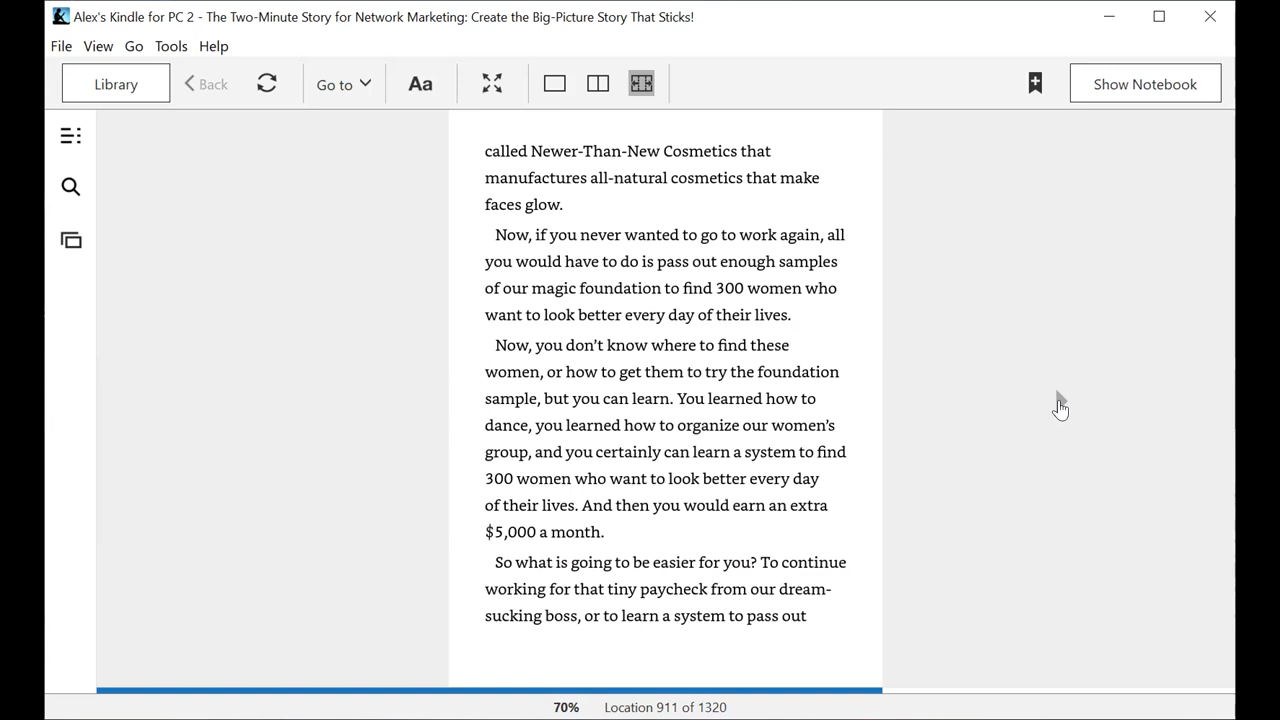 Alex's Kindle for PC 2 - The Two-Minute Story for Network Marketing: Create the Big-Picture Story That Sticks!
File View Go Tools Help
Library Back Go to Aa Show Notebook
called Newer-Than-New Cosmetics that
manufactures all-natural cosmetics that make
faces glow.
Now, if you never wanted to go to work again, all
you would have to do is pass out enough samples
of our magic foundation to find 300 women who
want to look better every day of their lives.
Now, you don’t know where to find these
women, or how to get them to try the foundation
sample, but you can learn. You learned how to
dance, you learned how to organize our women’s
group, and you certainly can learn a system to find
300 women who want to look better every day
of their lives. And then you would earn an extra
$5,000 a month.
So what is going to be easier for you? To continue
working for that tiny paycheck from our dream-
sucking boss, or to learn a system to pass out
70% Location 911 of 1320